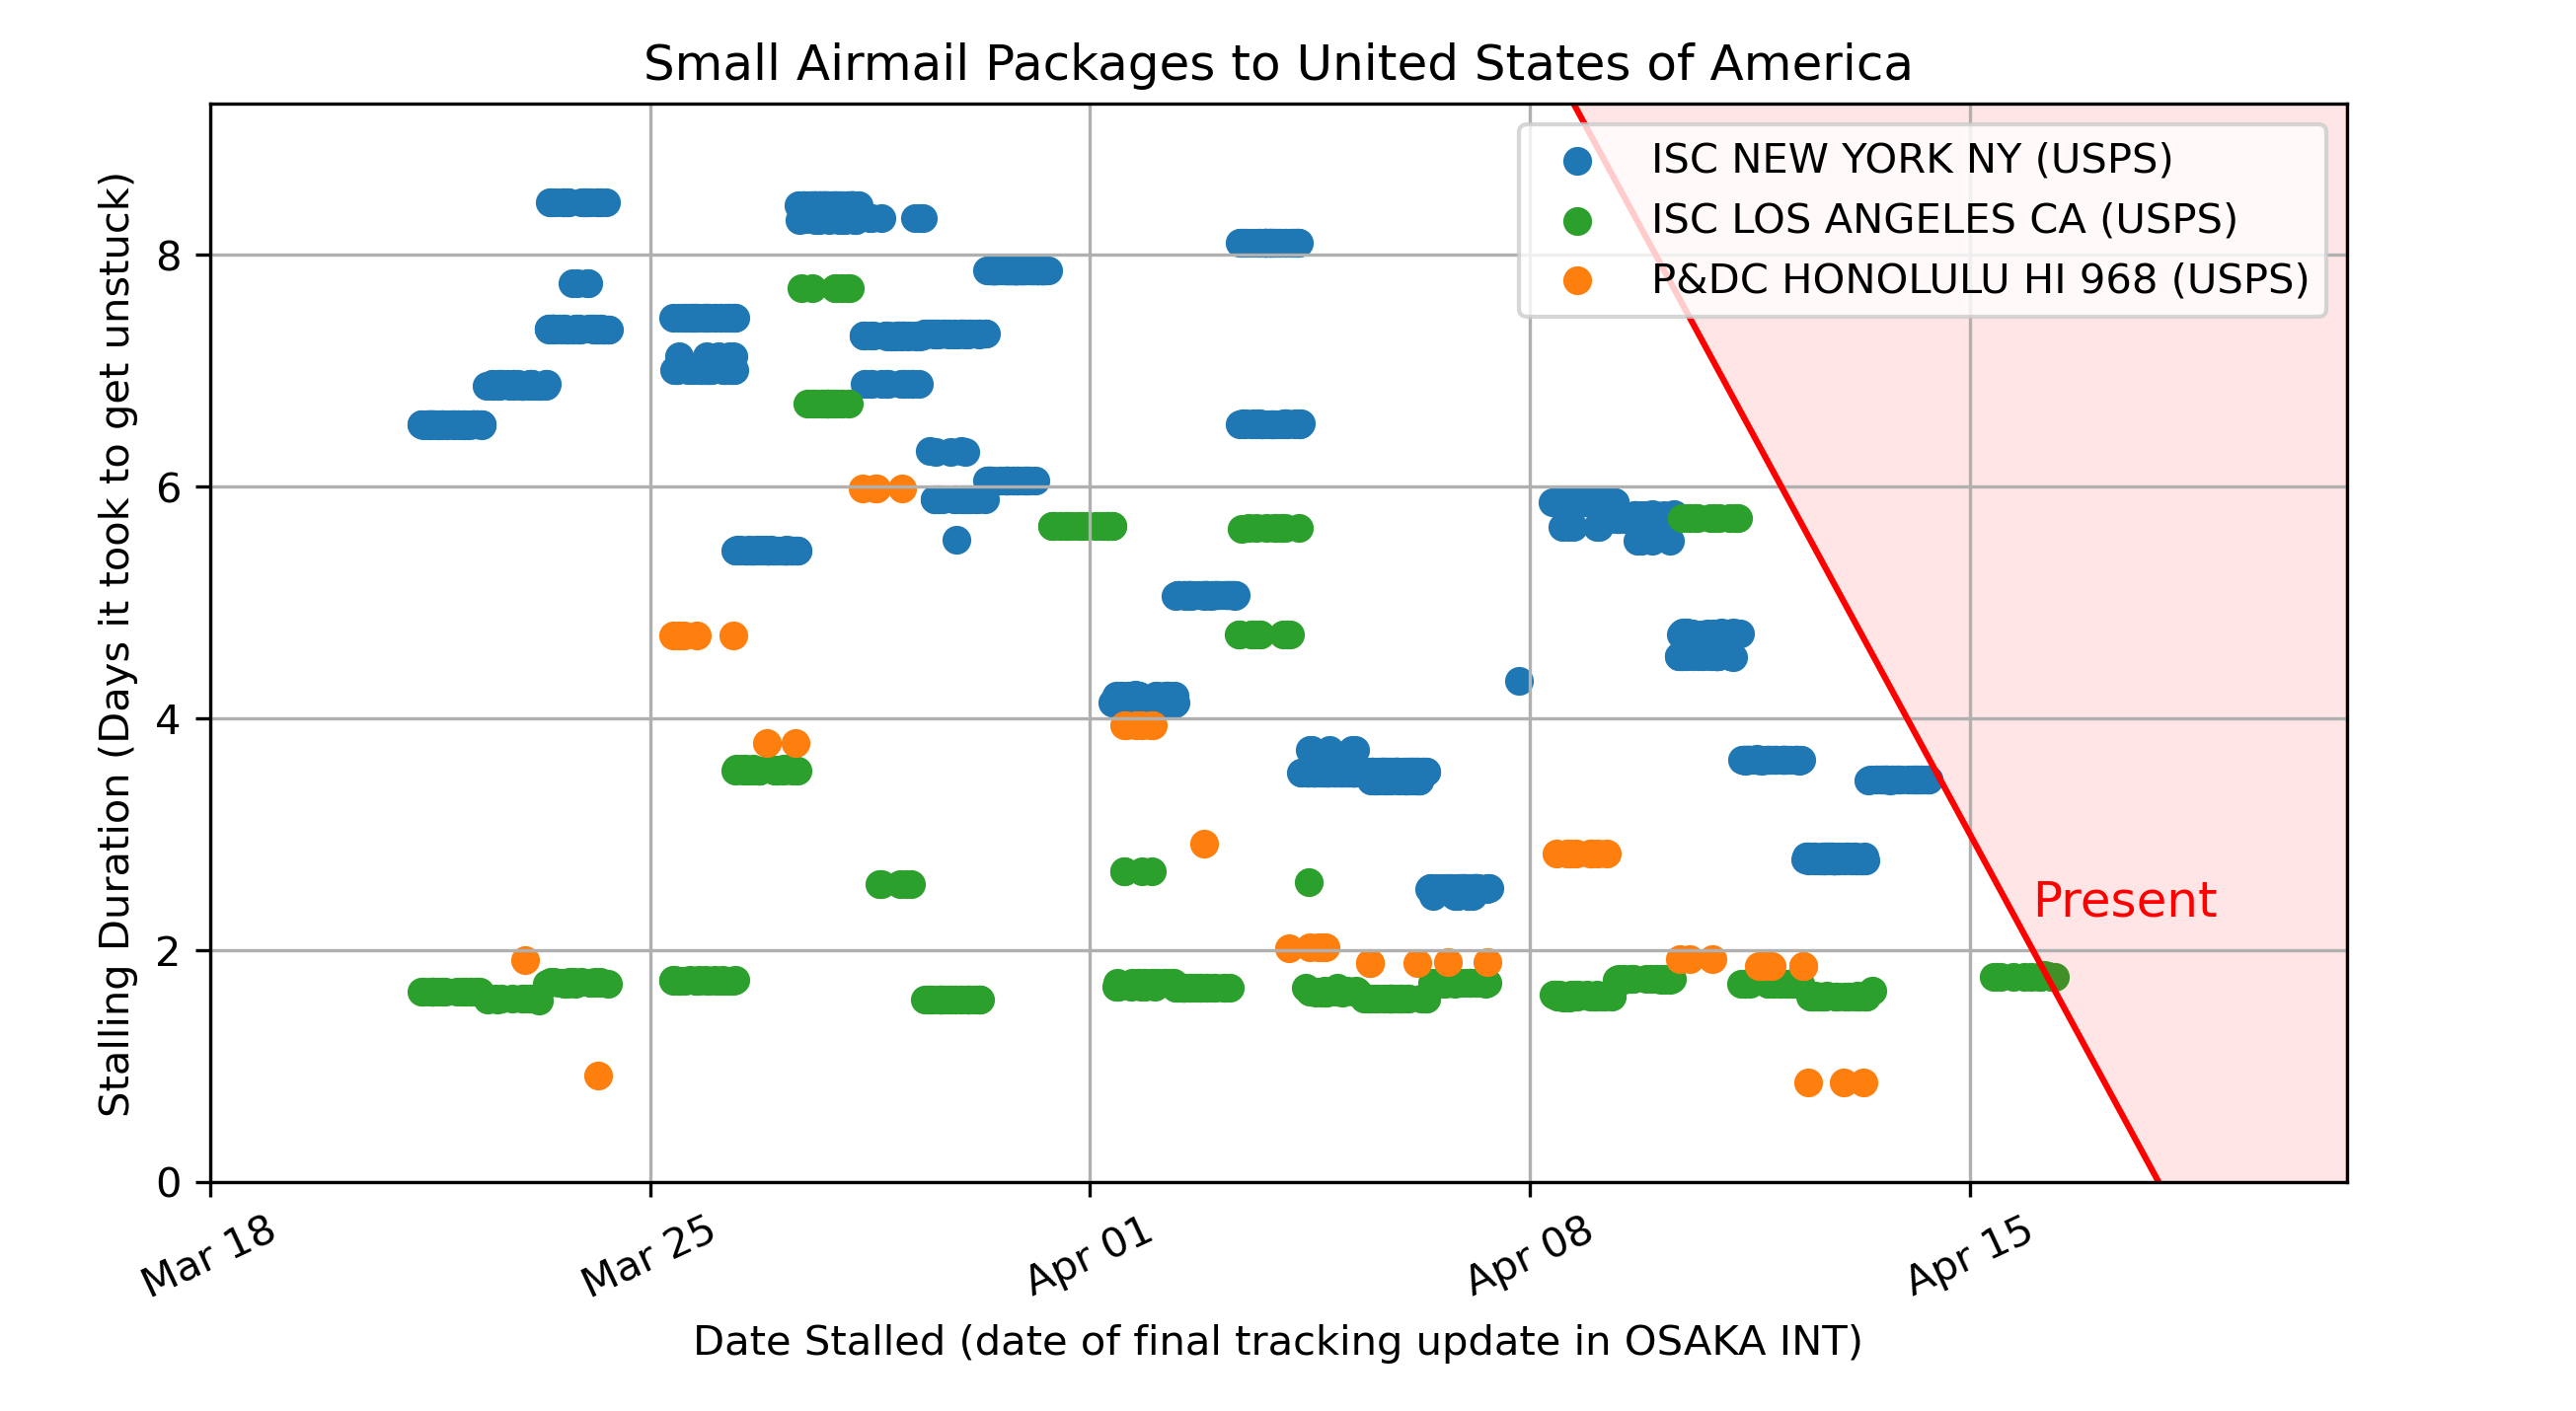 Small Airmail Packages to United States of America
ISC NEW YORK NY (USPS)
ISC LOS ANGELES CA (USPS)
P&DC HONOLULU HI 968 (USPS)
Stalling Duration (Days it took to get unstuck)
8
6
4
2
0
Present
Mar 18
Mar 25
Apr 01
Apr 08
Apr 15
Date Stalled (date of final tracking update in OSAKA INT)